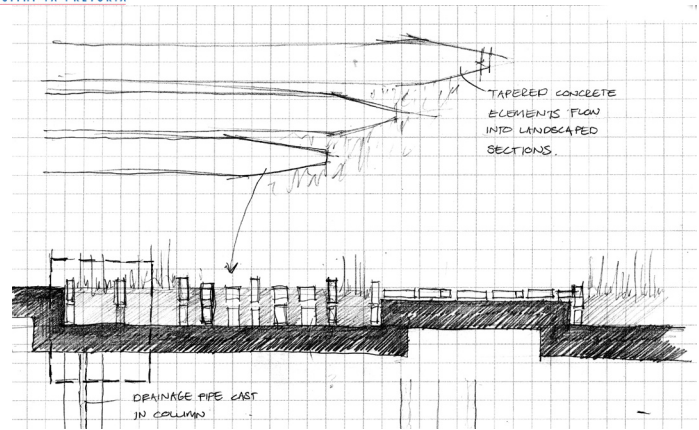 TAPERED CONCRETE
ELEMENTS FLOW
INTO LANDSCAPED
SECTIONS.
DRAINAGE PIPE CAST
IN COLUMN